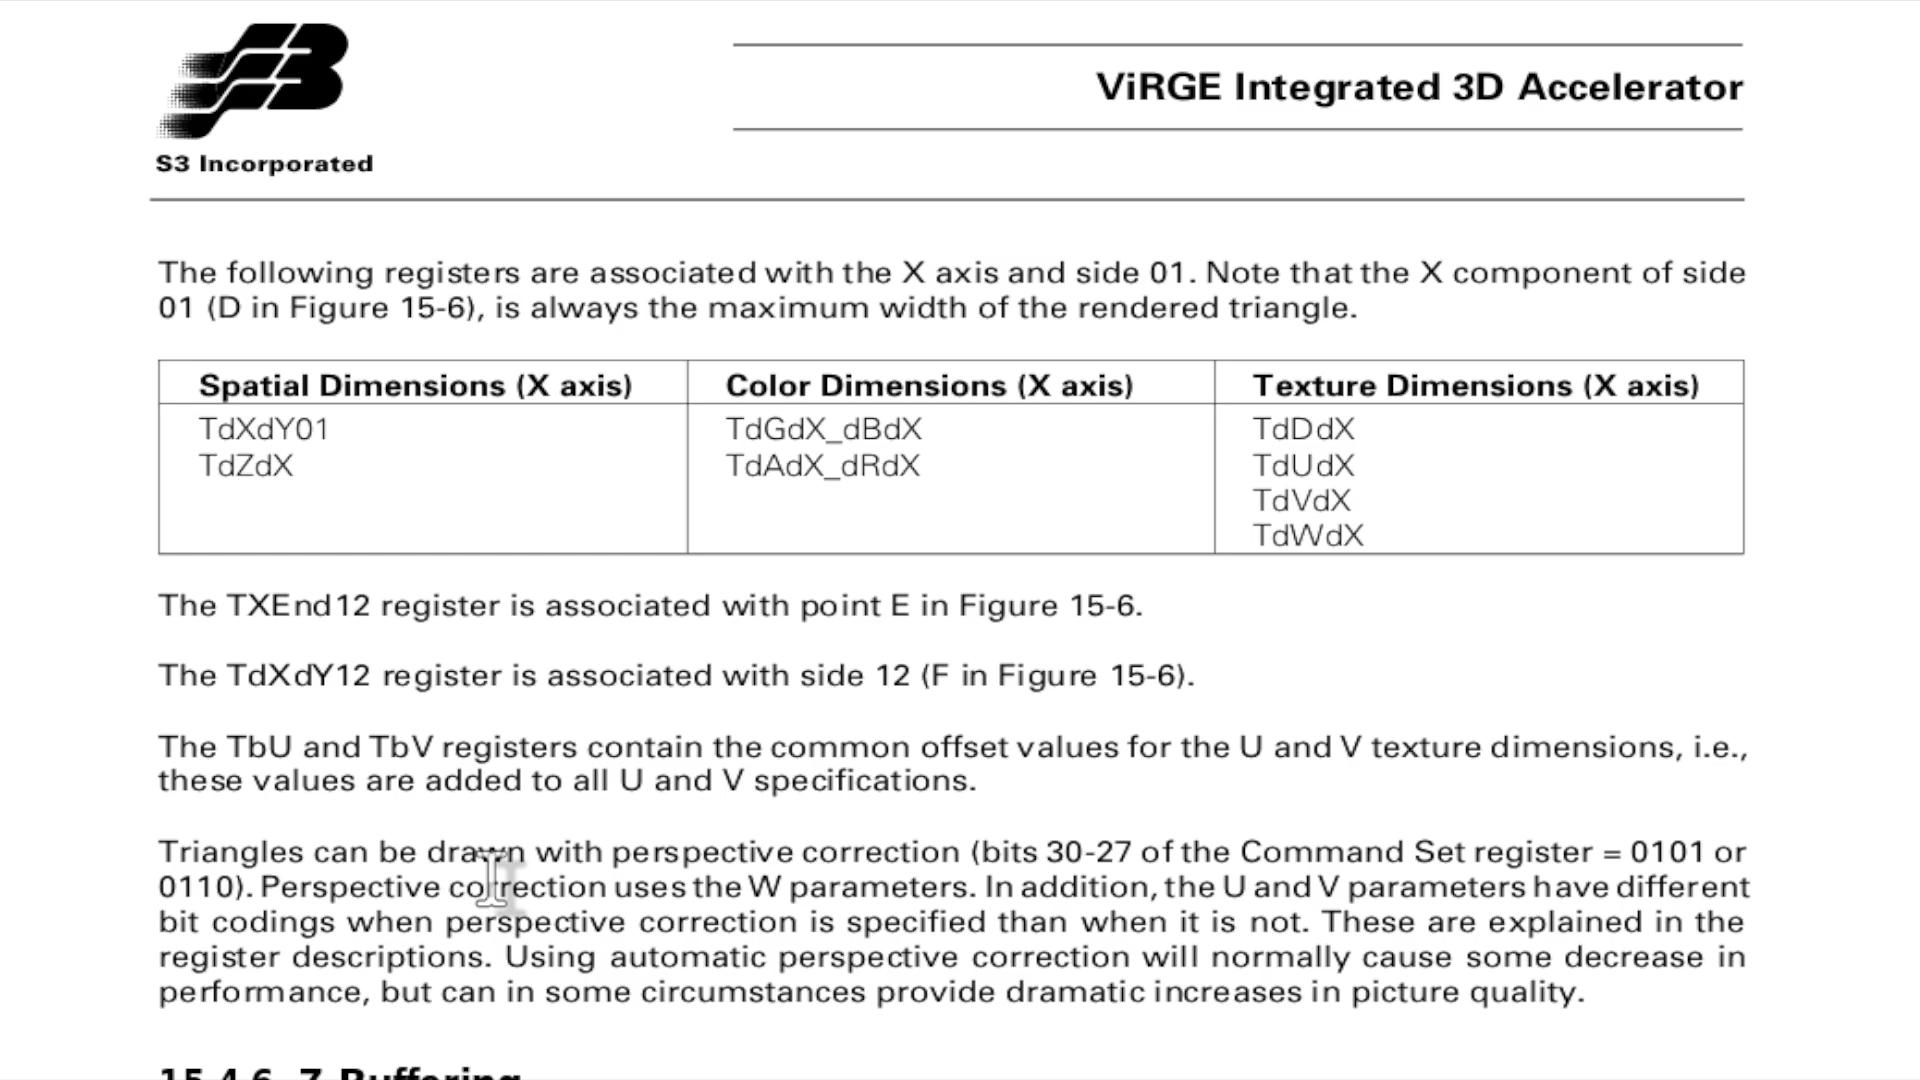 ViRGE Integrated 3D Accelerator
S3 Incorporated
The following registers are associated with the X axis and side 01. Note that the X component of side
01 (D in Figure 15-6), is always the maximum width of the rendered triangle.
Spatial Dimensions (X axis) Color Dimensions (X axis) Texture Dimensions (X axis)
TdXdY01 TdGdX_dBdX TdDdX
TdZdX TdAdX_dRdX TdUdX
TdVdX
TdWdX
The TXEnd12 register is associated with point E in Figure 15-6.
The TdXdY12 register is associated with side 12 (F in Figure 15-6).
The TbU and TbV registers contain the common offset values for the U and V texture dimensions, i.e.,
these values are added to all U and V specifications.
Triangles can be drawn with perspective correction (bits 30-27 of the Command Set register = 0101 or
0110). Perspective correction uses the W parameters. In addition, the U and V parameters have different
bit codings when perspective correction is specified than when it is not. These are explained in the
register descriptions. Using automatic perspective correction will normally cause some decrease in
performance, but can in some circumstances provide dramatic increases in picture quality.
15.4.6 Z Buffering